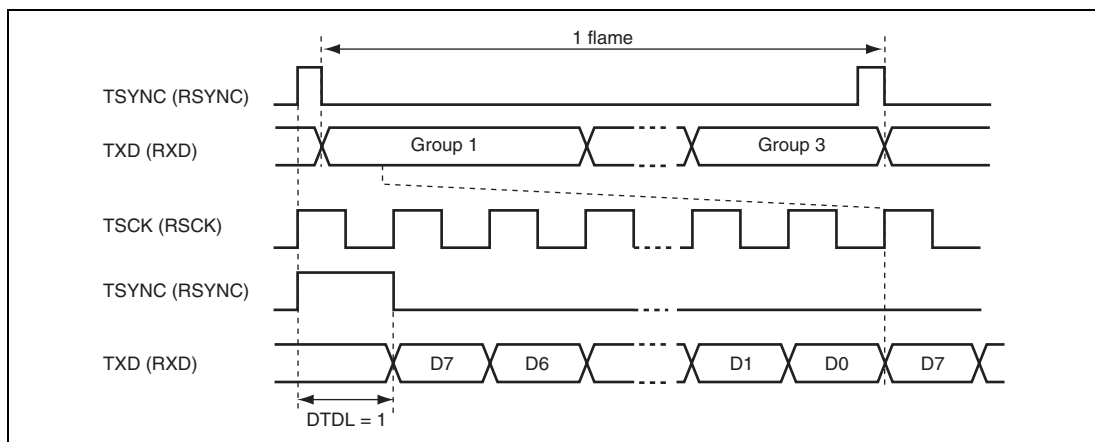 1 flame
TSYNC (RSYNC)
TXD (RXD)
Group 1
Group 3
TSCK (RSCK)
TSYNC (RSYNC)
TXD (RXD)
D7
D6
D1
D0
D7
DTDL = 1